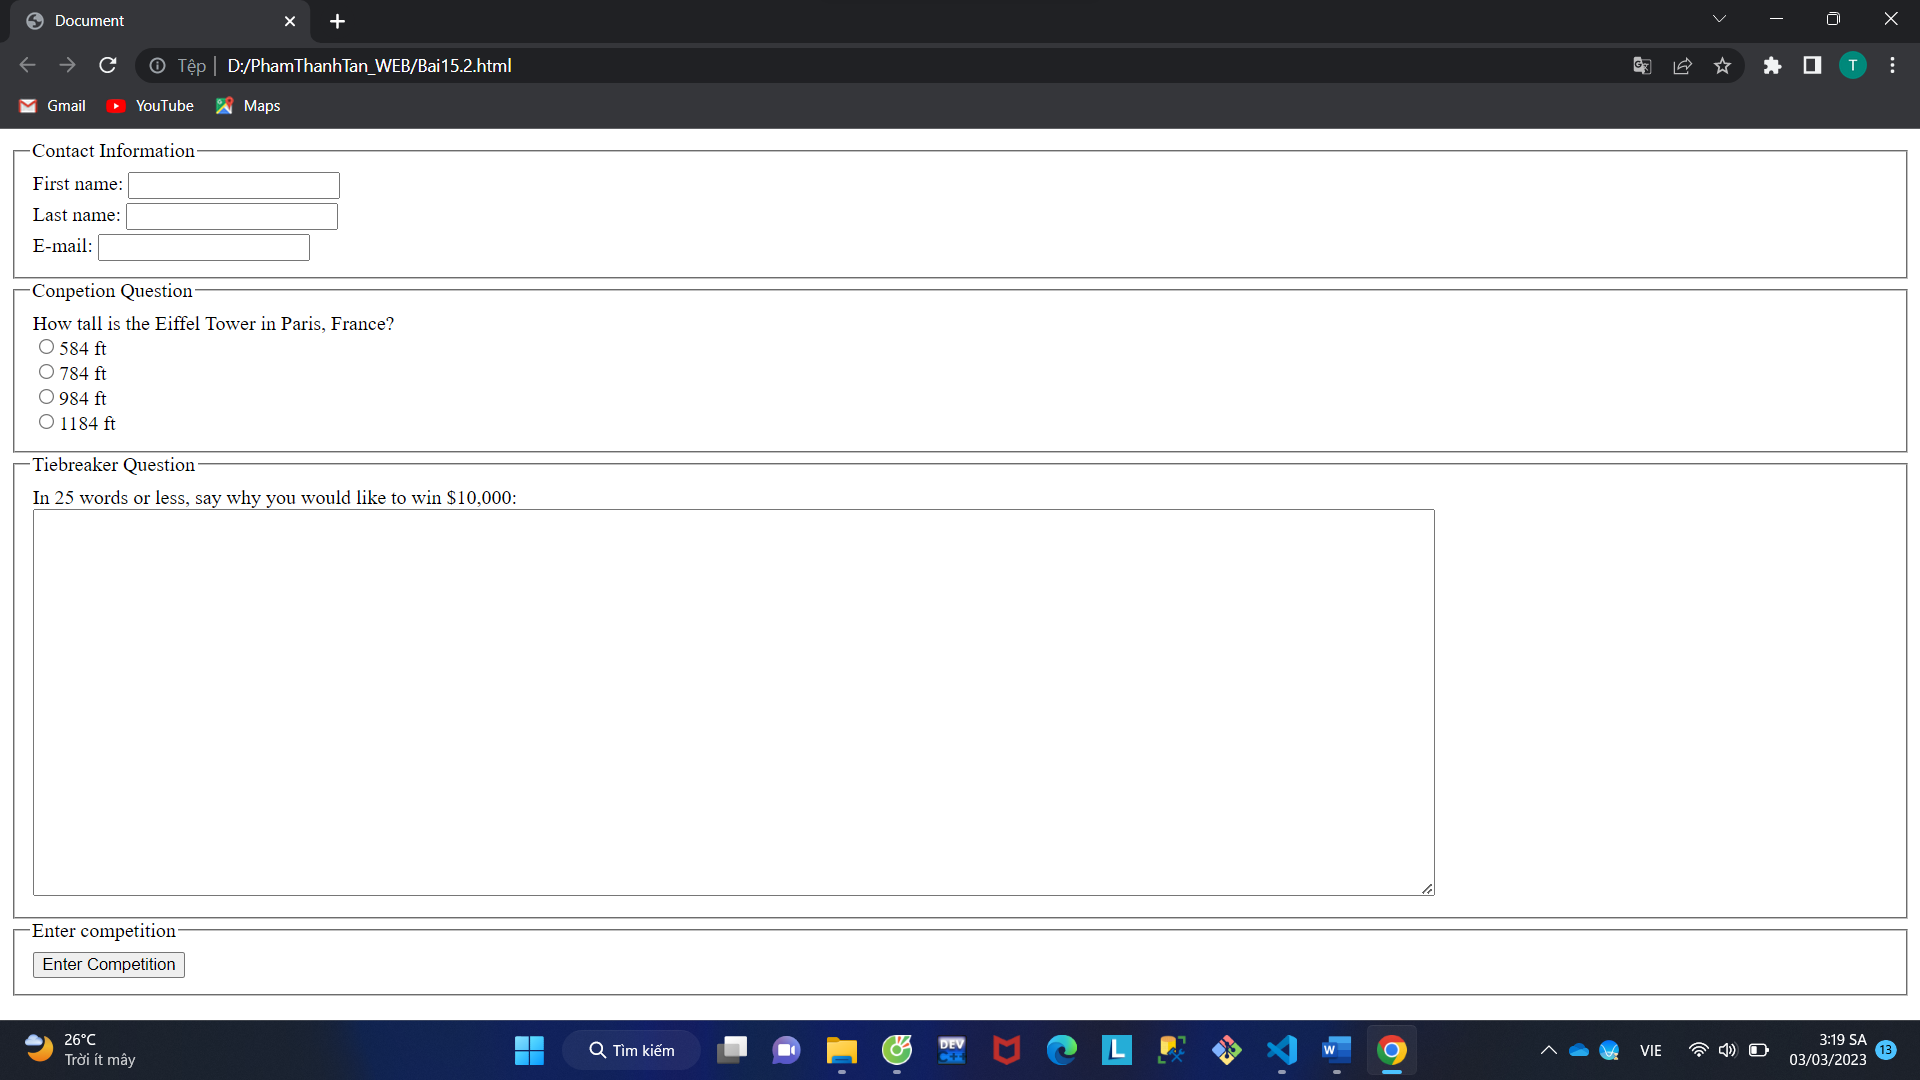 Document
Tệp | D:/PhamThanhTan_WEB/Bai15.2.html
T
Gmail YouTube Maps
Contact Information
First name:
Last name:
E-mail:
Conpetion Question
How tall is the Eiffel Tower in Paris, France?
584 ft
784 ft
984 ft
1184 ft
Tiebreaker Question
In 25 words or less, say why you would like to win $10,000:
Enter competition
Enter Competition
26°C
Trời ít mây
Tìm kiếm
DEV
C++
L
W
VIE
3:19 SA
03/03/2023
13